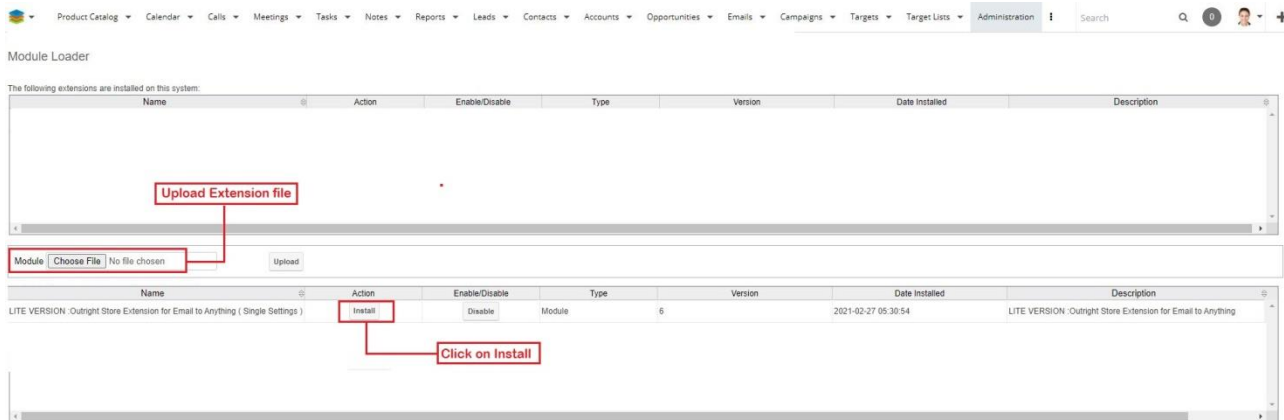 Product Catalog Calendar Calls Meetings Tasks Notes Reports Leads Contacts Accounts Opportunities Emails Campaigns Targets Target Lists Administration Search 0
Module Loader
The following extensions are installed on this system:
Name Action Enable/Disable Type Version Date Installed Description
Upload Extension file
Module Choose File No file chosen Upload
Name Action Enable/Disable Type Version Date Installed Description
LITE VERSION :Outright Store Extension for Email to Anything ( Single Settings ) Install Disable Module 6 2021-02-27 05:30:54 LITE VERSION :Outright Store Extension for Email to Anything
Click on Install